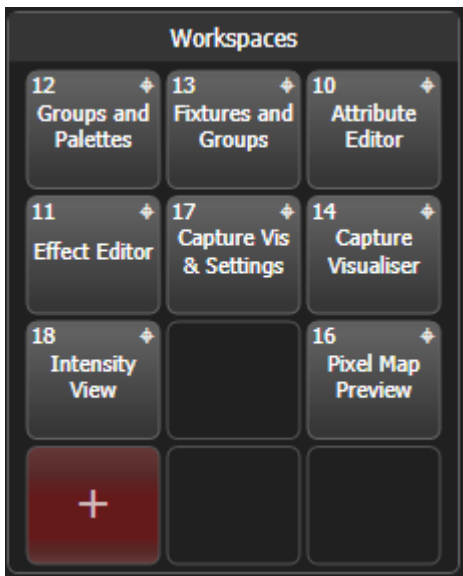 Workspaces
12
Groups and
Palettes
13
Fixtures and
Groups
10
Attribute
Editor
11
Effect Editor
17
Capture Vis
& Settings
14
Capture
Visualiser
18
Intensity
View
16
Pixel Map
Preview
+